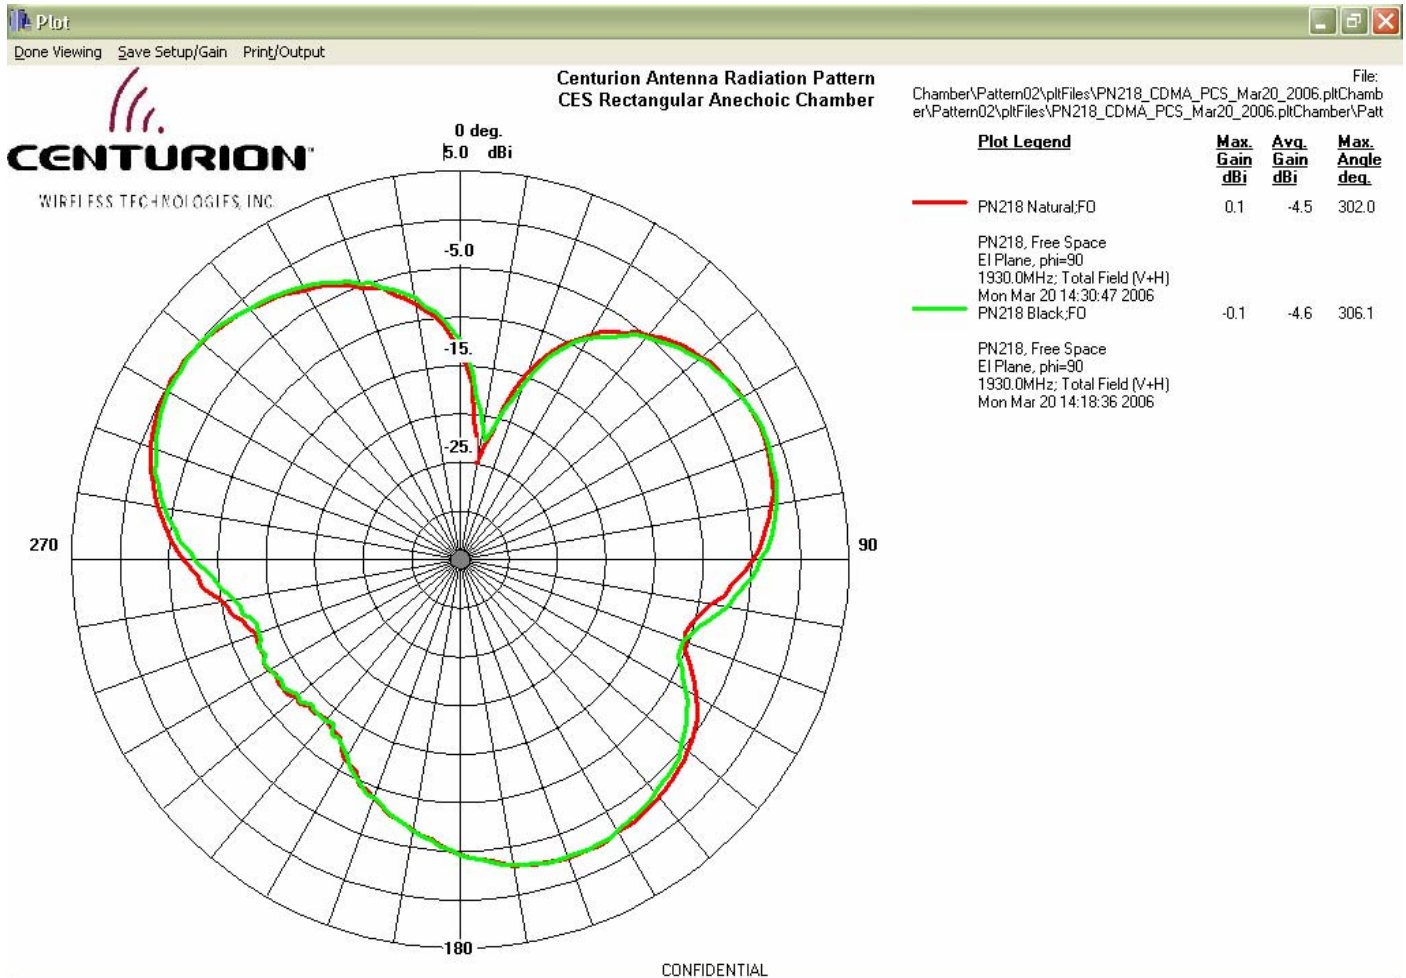 Plot
Done Viewing Save Setup/Gain Print/Output
CENTURION™
WIRELESS TECHNOLOGIES, INC.
Centurion Antenna Radiation Pattern
CES Rectangular Anechoic Chamber
File:
Chamber\Pattern02\pltFiles\PN218_CDMA_PCS_Mar20_2006.pltChamb
er\Pattern02\pltFiles\PN218_CDMA_PCS_Mar20_2006.pltChamber\Patt
Plot Legend
Max. Gain dBi
Avg. Gain dBi
Max. Angle deg.
PN218 Natural;FO 0.1 -4.5 302.0
PN218, Free Space
El Plane, phi=90
1930.0MHz; Total Field (V+H)
Mon Mar 20 14:30:47 2006
PN218 Black;FO -0.1 -4.6 306.1
PN218, Free Space
El Plane, phi=90
1930.0MHz; Total Field (V+H)
Mon Mar 20 14:18:36 2006
0 deg.
5.0 dBi
-5.0
-15.
-25.
270
90
180
CONFIDENTIAL